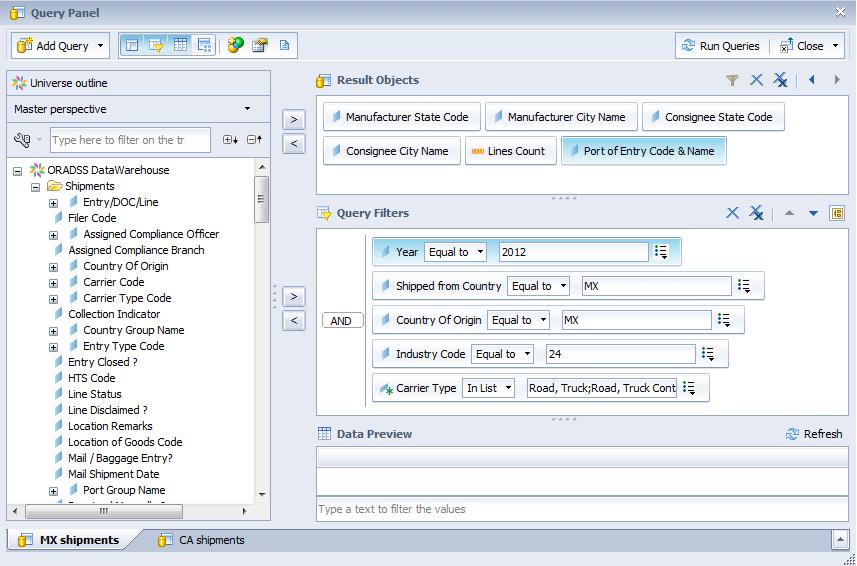 Query Panel
Add Query
Run Queries
Close
Universe outline
Master perspective
Type here to filter on the tr
ORADSS DataWarehouse
Shipments
Entry/DOC/Line
Filer Code
Assigned Compliance Officer
Assigned Compliance Branch
Country Of Origin
Carrier Code
Carrier Type Code
Collection Indicator
Country Group Name
Entry Type Code
Entry Closed ?
HTS Code
Line Status
Line Disclaimed ?
Location Remarks
Location of Goods Code
Mail / Baggage Entry?
Mail Shipment Date
Port Group Name
>
<
>
<
Result Objects
Manufacturer State Code Manufacturer City Name Consignee State Code
Consignee City Name Lines Count Port of Entry Code & Name
Query Filters
AND
Year Equal to 2012
Shipped from Country Equal to MX
Country Of Origin Equal to MX
Industry Code Equal to 24
Carrier Type In List Road, Truck;Road, Truck Cont
Data Preview
Refresh
Type a text to filter the values
MX shipments CA shipments